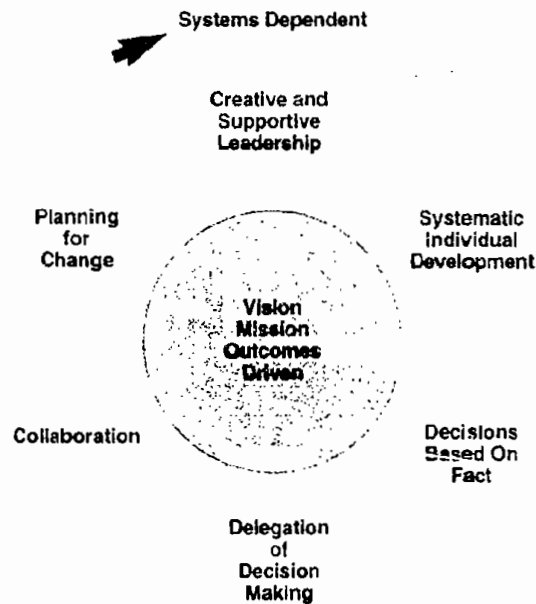 Systems Dependent
Creative and
Supportive
Leadership
Planning
for
Change
Systematic
Individual
Development
Vision
Mission
Outcomes
Driven
Collaboration
Decisions
Based On
Fact
Delegation
of
Decision
Making